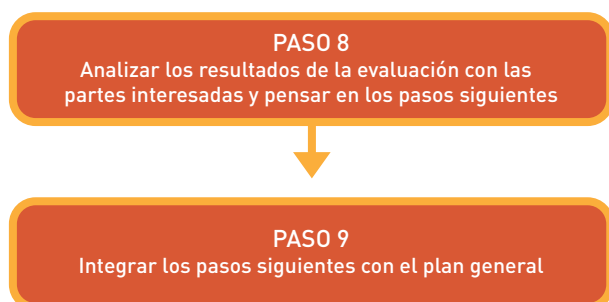 PASO 8
Analizar los resultados de la evaluación con las
partes interesadas y pensar en los pasos siguientes
PASO 9
Integrar los pasos siguientes con el plan general